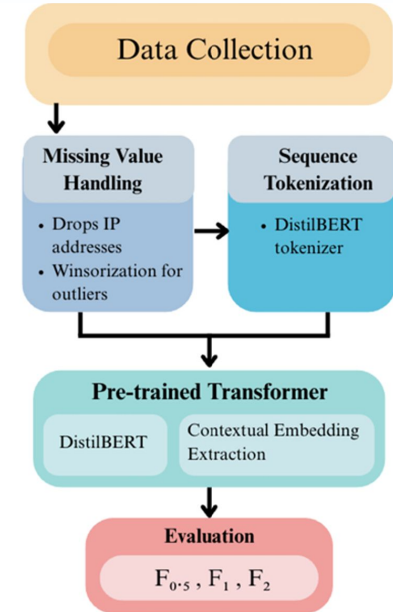 Data Collection
Missing Value
Handling
• Drops IP
addresses
• Winsorization for
outliers
Sequence
Tokenization
• DistilBERT
tokenizer
Pre-trained Transformer
DistilBERT
Contextual Embedding
Extraction
Evaluation
F₀.₅ , F₁ , F₂